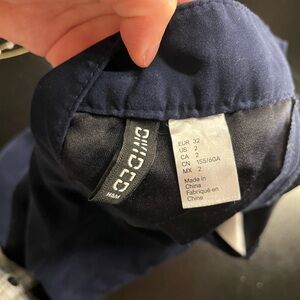 DIVIDED
H&M
EUR 32
US 2
CA 2
CN 155/60A
MX 2
Made in
China
Fabriqué en
Chine